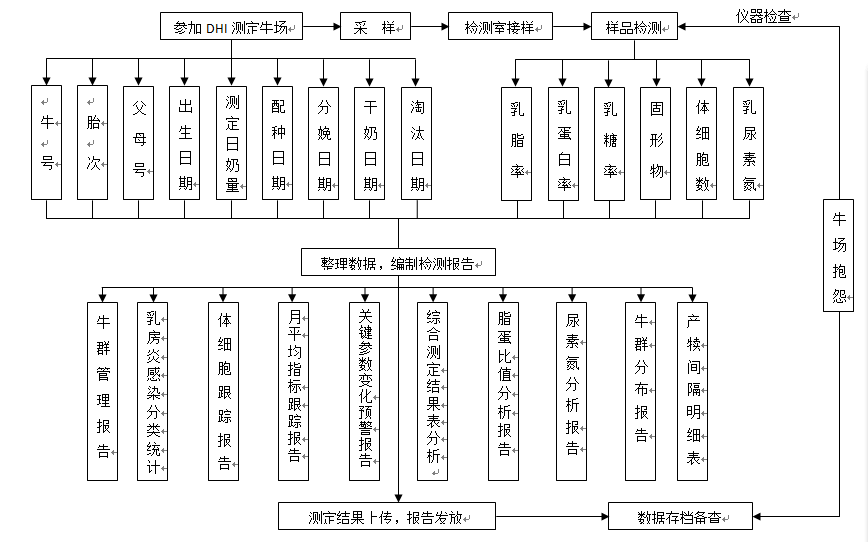 参加 DHI 测定牛场
采 样
检测室接样
样品检测
仪器检查
牛号
胎次
父母号
出生日期
测定日奶量
配种日期
分娩日期
干奶日期
淘汰日期
乳脂率
乳蛋白率
乳糖率
固形物
体细胞数
乳尿素氮
牛场抱怨
整理数据，编制检测报告
牛群管理报告
乳房炎感染分类统计
体细胞跟踪报告
月平均指标跟踪报告
关键参数变化预警报告
综合测定结果表分析
脂蛋比值分析报告
尿素氮分析报告
牛群分布报告
产犊间隔明细表
测定结果上传，报告发放
数据存档备查